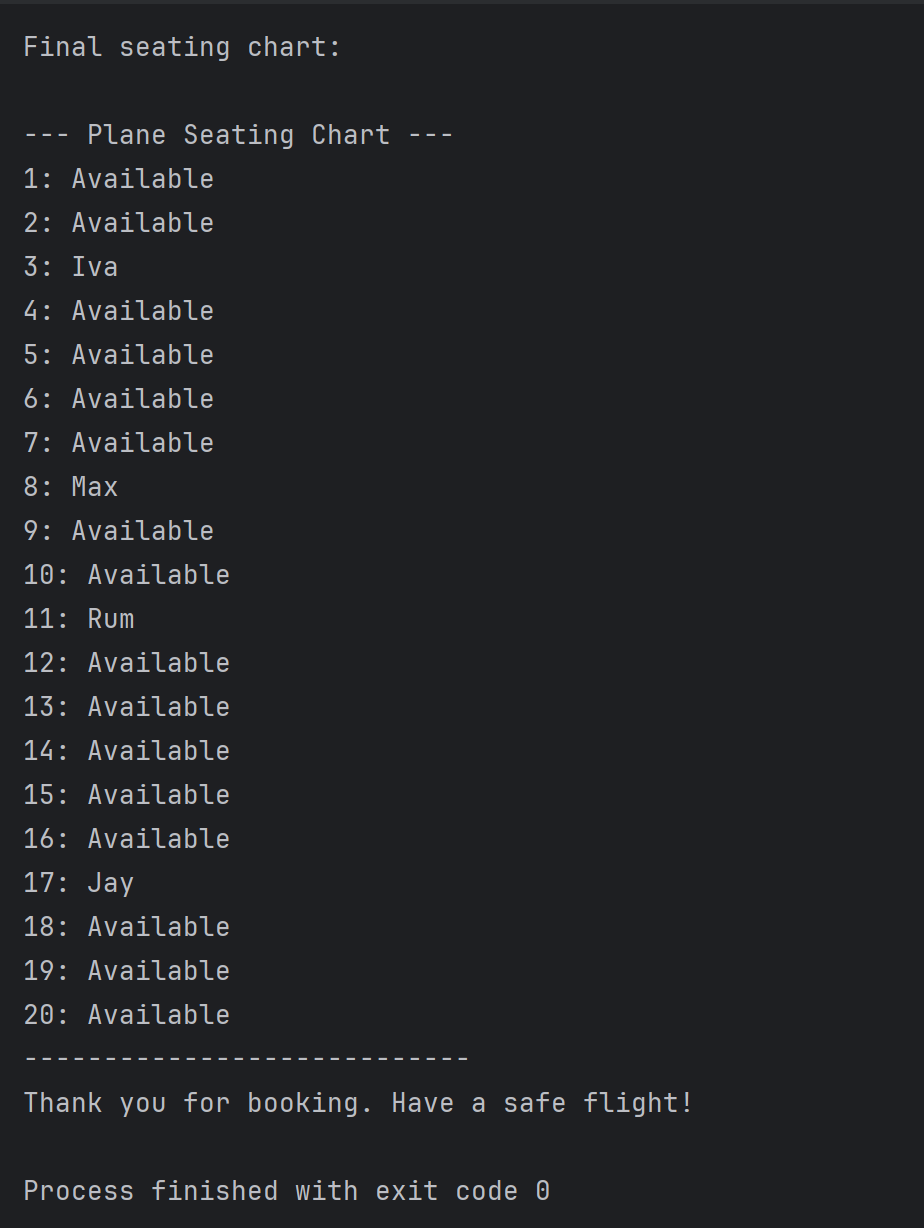 Final seating chart:
--- Plane Seating Chart ---
1: Available
2: Available
3: Iva
4: Available
5: Available
6: Available
7: Available
8: Max
9: Available
10: Available
11: Rum
12: Available
13: Available
14: Available
15: Available
16: Available
17: Jay
18: Available
19: Available
20: Available
----------------------------
Thank you for booking. Have a safe flight!
Process finished with exit code 0